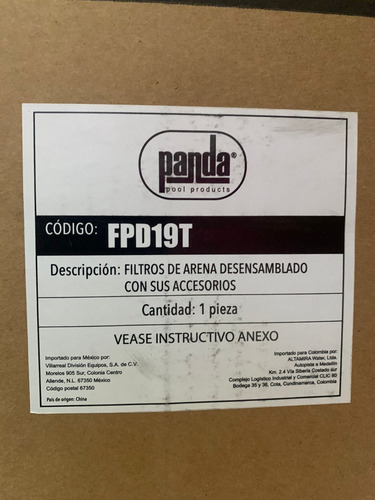 panda®
pool products
CÓDIGO: FPD19T
Descripción: FILTROS DE ARENA DESENSAMBLADO
CON SUS ACCESORIOS
Cantidad: 1 pieza
VEASE INSTRUCTIVO ANEXO
Importado para México por:
Villarreal División Equipos, S.A. de C.V.
Morelos 905 Sur, Colonia Centro
Allende, N.L. 67350 México
Código postal 67350
País de origen: China
Importado para Colombia por:
ALTAMIRA Water, Ltda.
Autopista a Medellín
Km. 2.4 Vía Siberia Costado sur
Complejo Logístico Industrial y Comercial CLIC 80
Bodega 35 y 36, Cota, Cundinamarca, Colombia